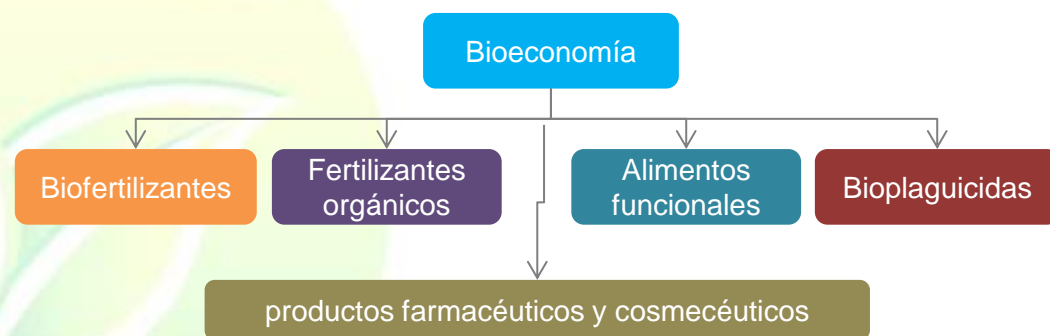 Bioeconomía
Biofertilizantes
Fertilizantes
orgánicos
Alimentos
funcionales
Bioplaguicidas
productos farmacéuticos y cosmecéuticos